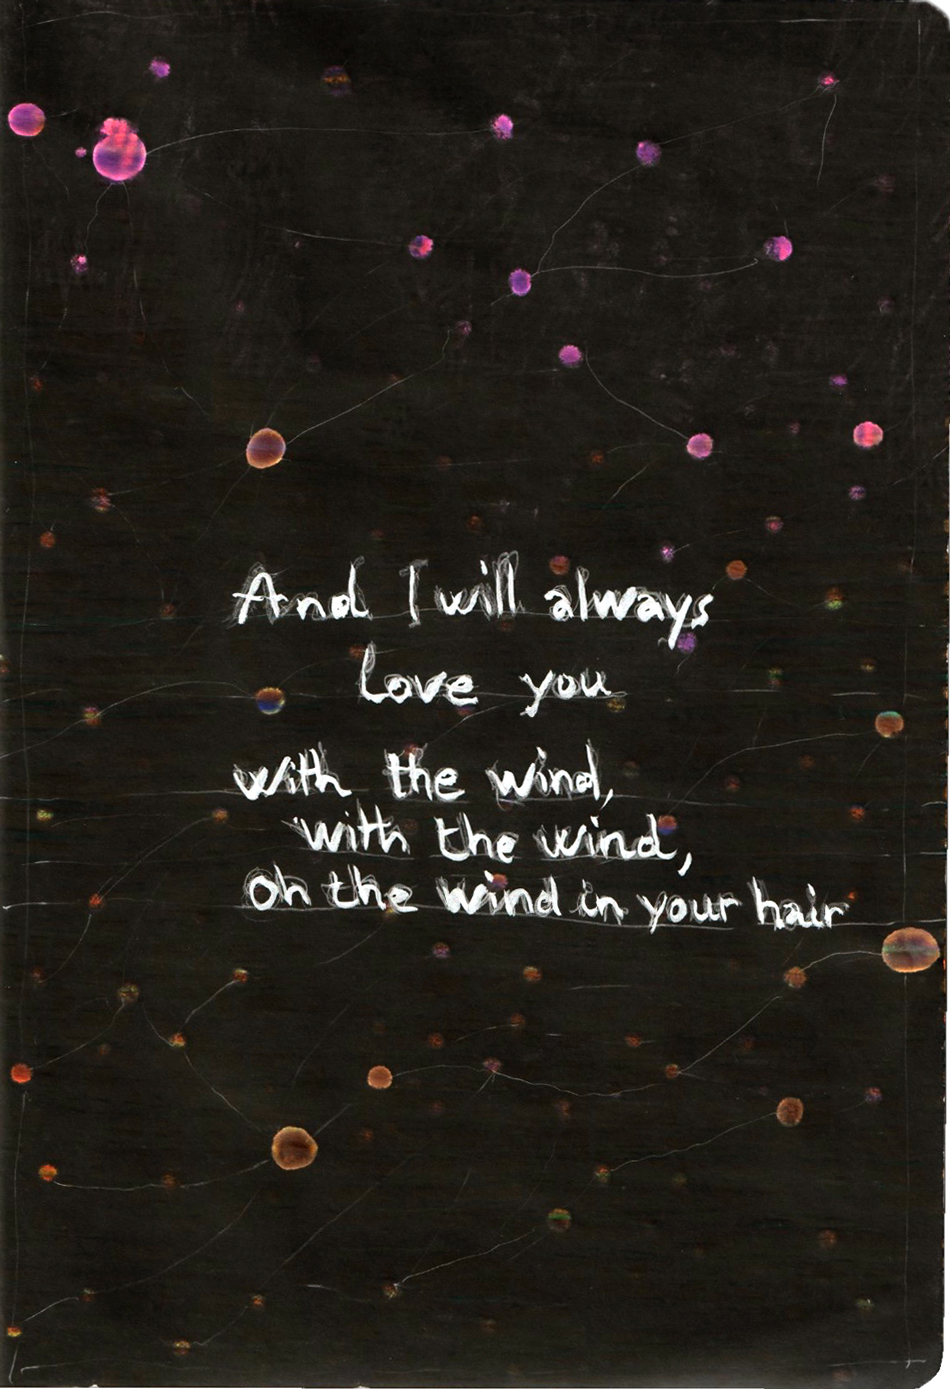 And I will always
love you
with the wind,
with the wind,
Oh the wind in your hair